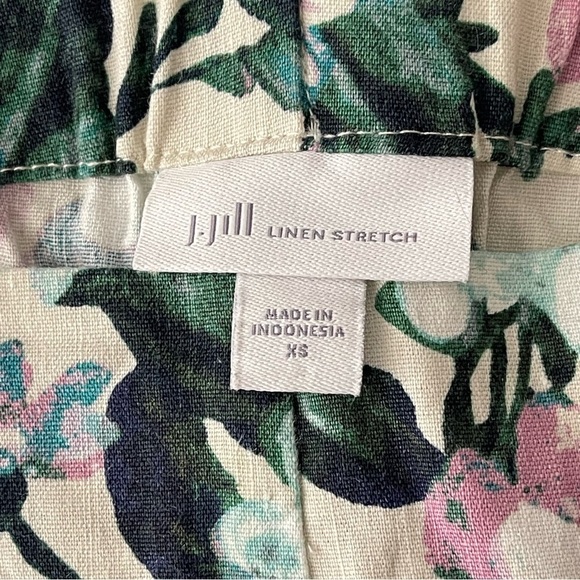 J.Jill LINEN STRETCH
MADE IN
INDONESIA
XS